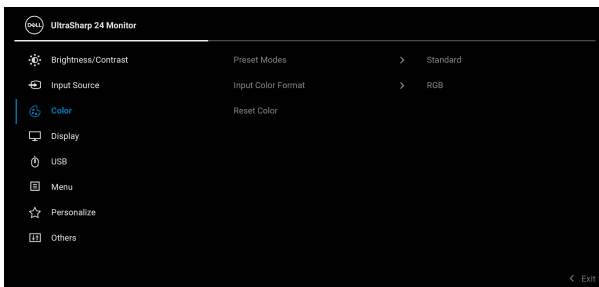 DELL UltraSharp 24 Monitor
Brightness/Contrast Preset Modes > Standard
Input Source Input Color Format > RGB
Color Reset Color
Display
USB
Menu
Personalize
Others
< Exit